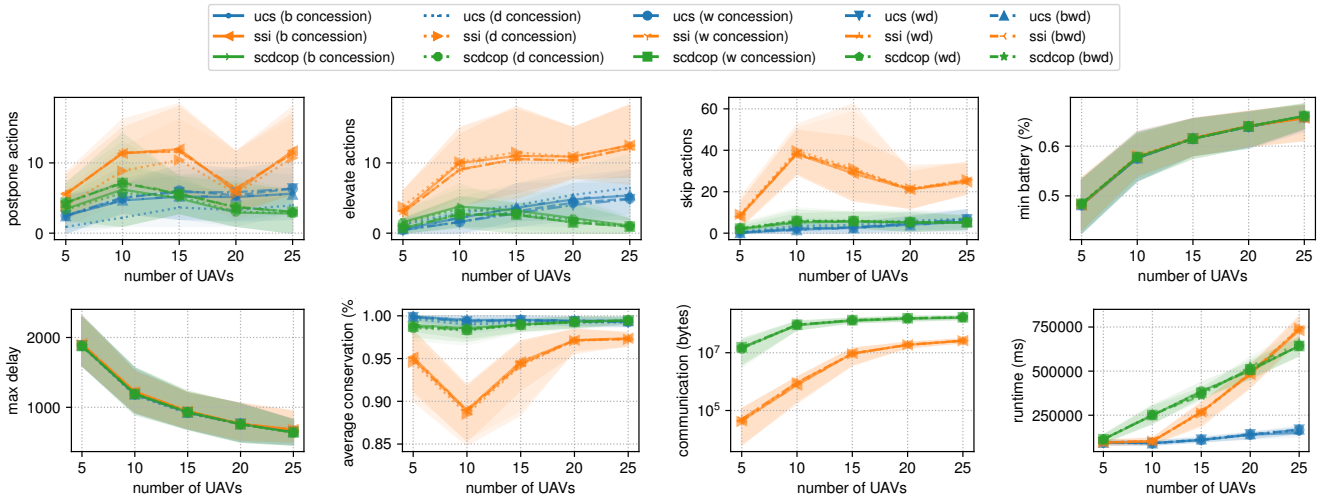 ucs (b concession) ucs (d concession) ucs (w concession) ucs (wd) ucs (bwd)
ssi (b concession) ssi (d concession) ssi (w concession) ssi (wd) ssi (bwd)
scdcop (b concession) scdcop (d concession) scdcop (w concession) scdcop (wd) scdcop (bwd)
postpone actions
10
0
5 10 15 20 25
number of UAVs
elevate actions
10
0
5 10 15 20 25
number of UAVs
skip actions
60
40
20
0
5 10 15 20 25
number of UAVs
min battery (%)
0.6
0.5
5 10 15 20 25
number of UAVs
max delay
2000
1000
5 10 15 20 25
number of UAVs
average conservation (%
1.00
0.95
0.90
0.85
5 10 15 20 25
number of UAVs
communication (bytes)
10⁷
10⁵
5 10 15 20 25
number of UAVs
runtime (ms)
750000
500000
250000
0
5 10 15 20 25
number of UAVs